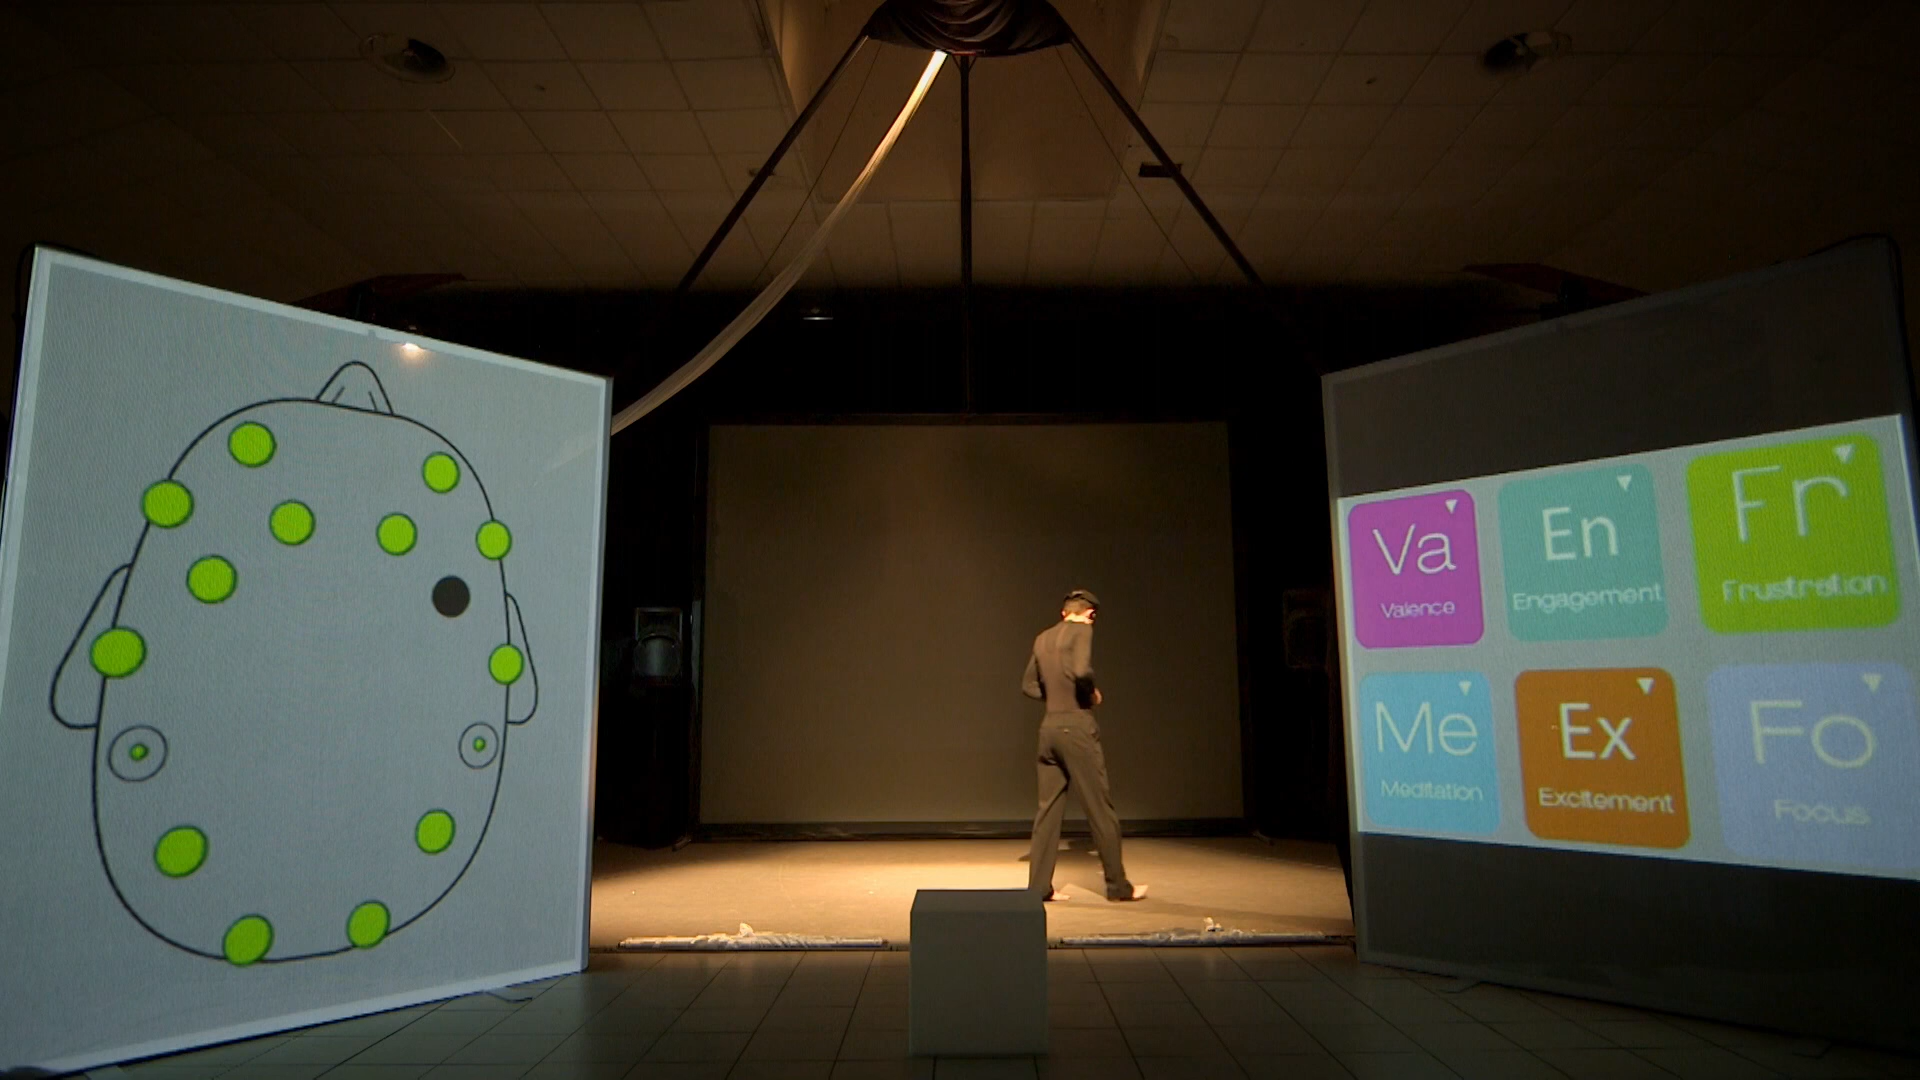 Va
Valence
En
Engagement
Fr
Frustration
Me
Meditation
Ex
Excitement
Fo
Focus